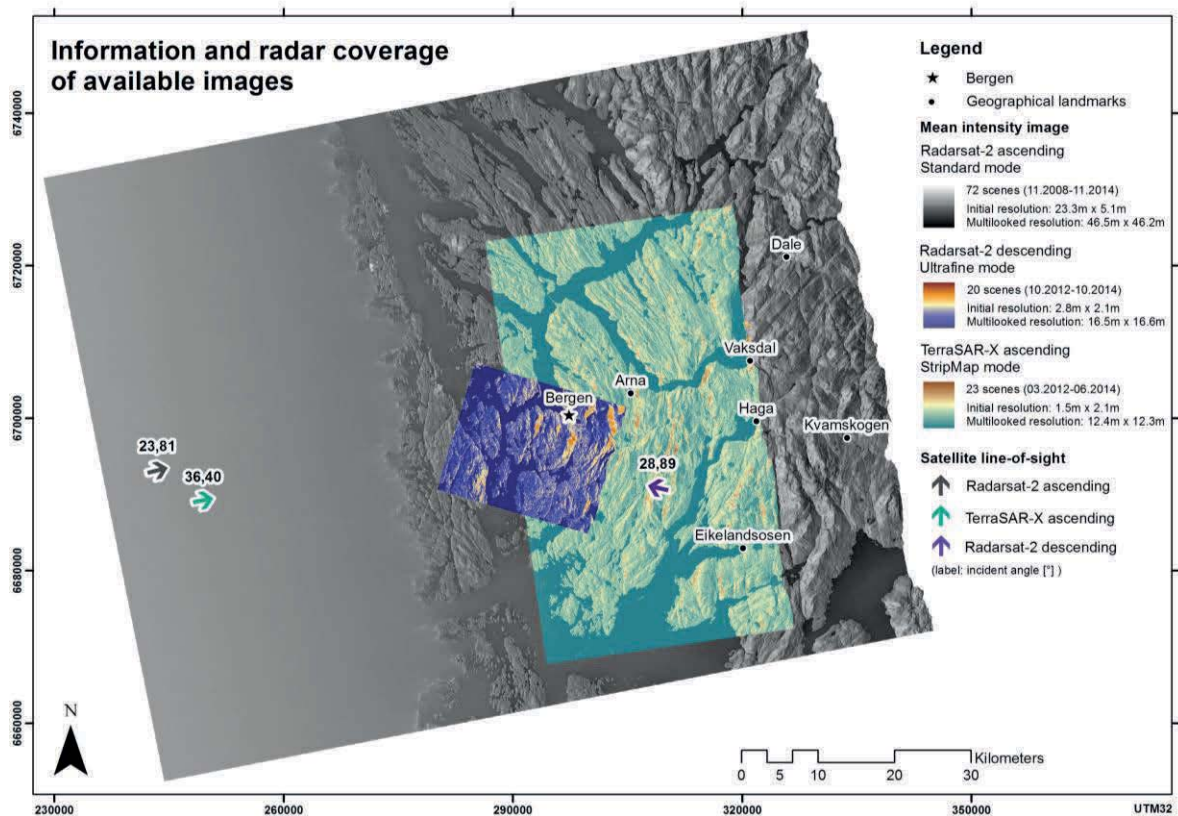 Information and radar coverage
of available images
Legend
Bergen
Geographical landmarks
Mean intensity image
Radarsat-2 ascending
Standard mode
72 scenes (11.2008-11.2014)
Initial resolution: 23.3m x 5.1m
Multilooked resolution: 46.5m x 46.2m
Radarsat-2 descending
Ultrafine mode
20 scenes (10.2012-10.2014)
Initial resolution: 2.8m x 2.1m
Multilooked resolution: 16.5m x 16.6m
TerraSAR-X ascending
StripMap mode
23 scenes (03.2012-06.2014)
Initial resolution: 1.5m x 2.1m
Multilooked resolution: 12.4m x 12.3m
Satellite line-of-sight
Radarsat-2 ascending
TerraSAR-X ascending
Radarsat-2 descending
(label: incident angle [°] )
Dale
Vaksdal
Arna
Bergen
Haga
Kvamskogen
23,81
36,40
28,89
Eikelandsosen
6740000
6720000
6700000
6680000
6660000
N
Kilometers
0 5 10 20 30
230000 260000 290000 320000 350000 UTM32